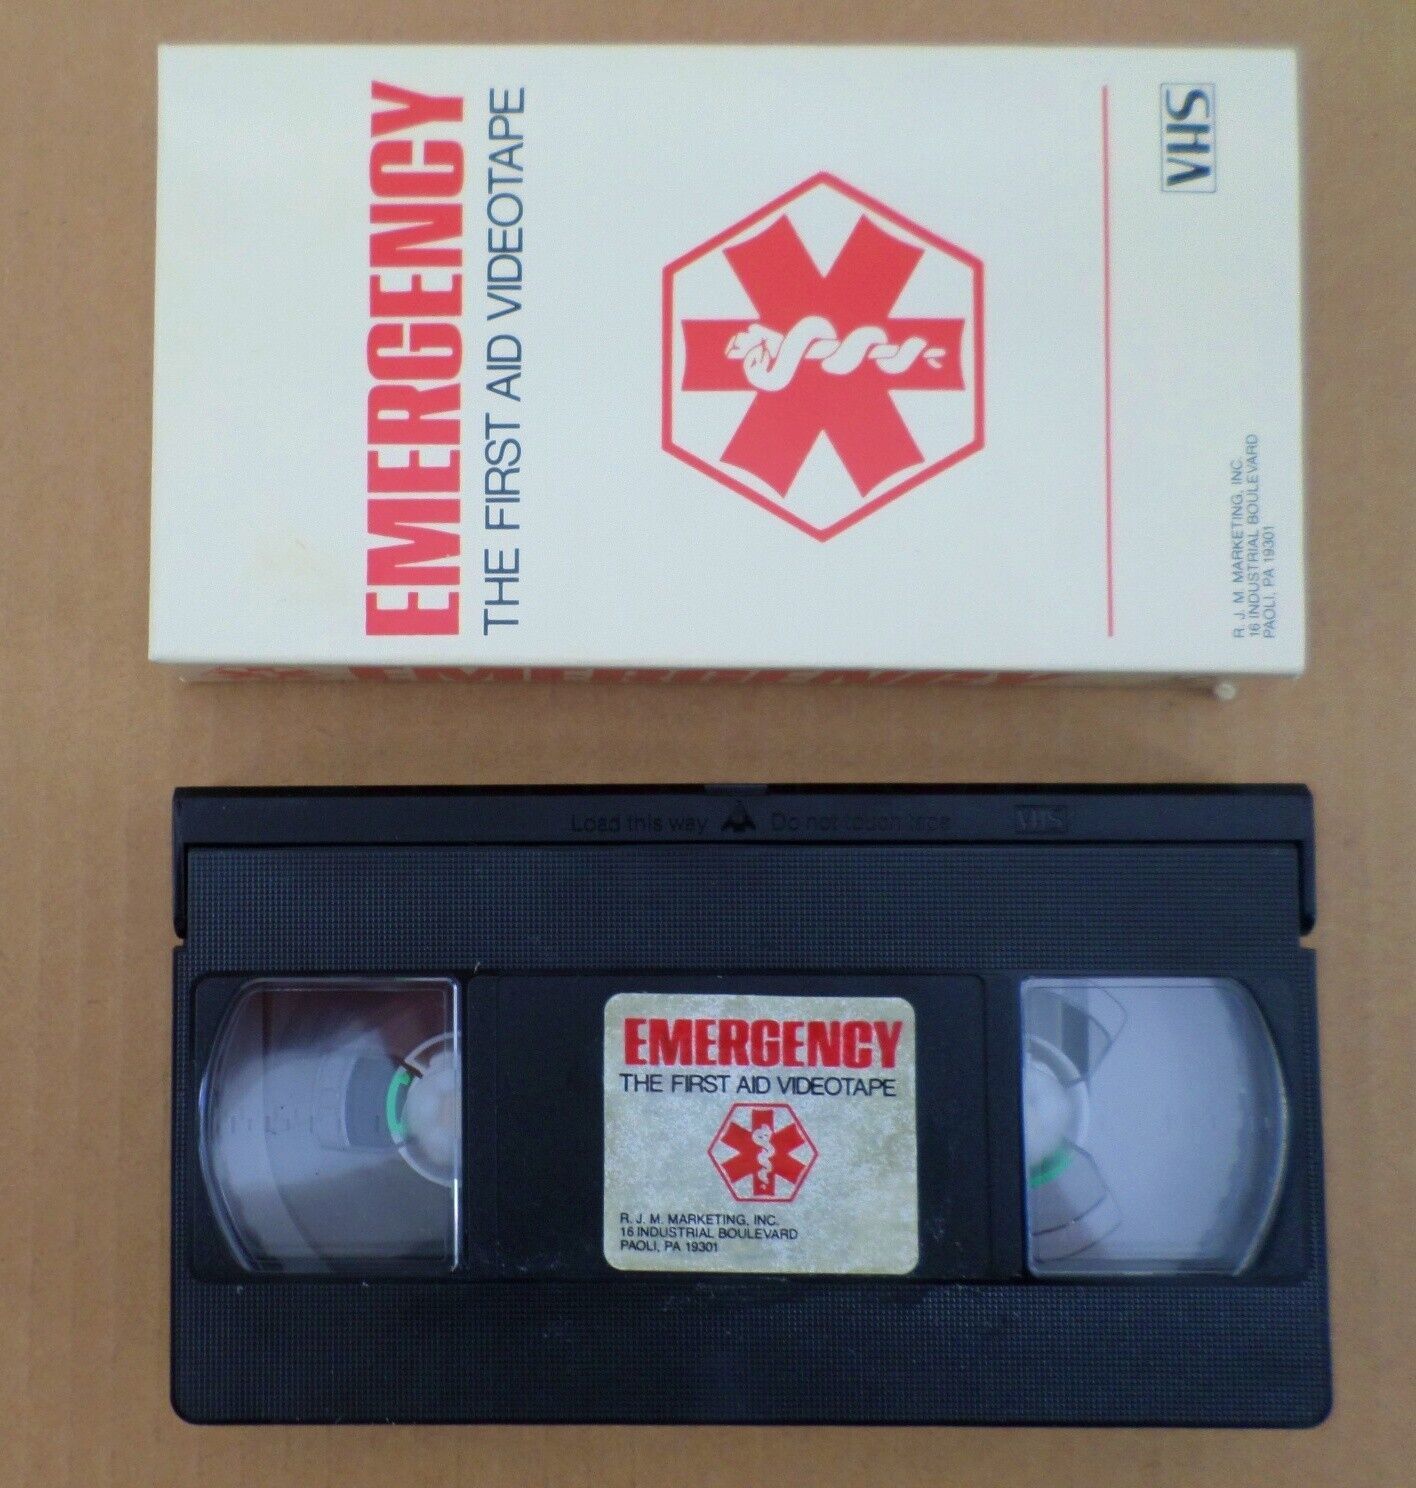 EMERGENCY
THE FIRST AID VIDEOTAPE
VHS
R. J. M. MARKETING, INC.
16 INDUSTRIAL BOULEVARD
PAOLI, PA 19301
EMERGENCY
Load this way Do not touch tape VHS
EMERGENCY
THE FIRST AID VIDEOTAPE
R. J. M. MARKETING, INC.
16 INDUSTRIAL BOULEVARD
PAOLI, PA 19301